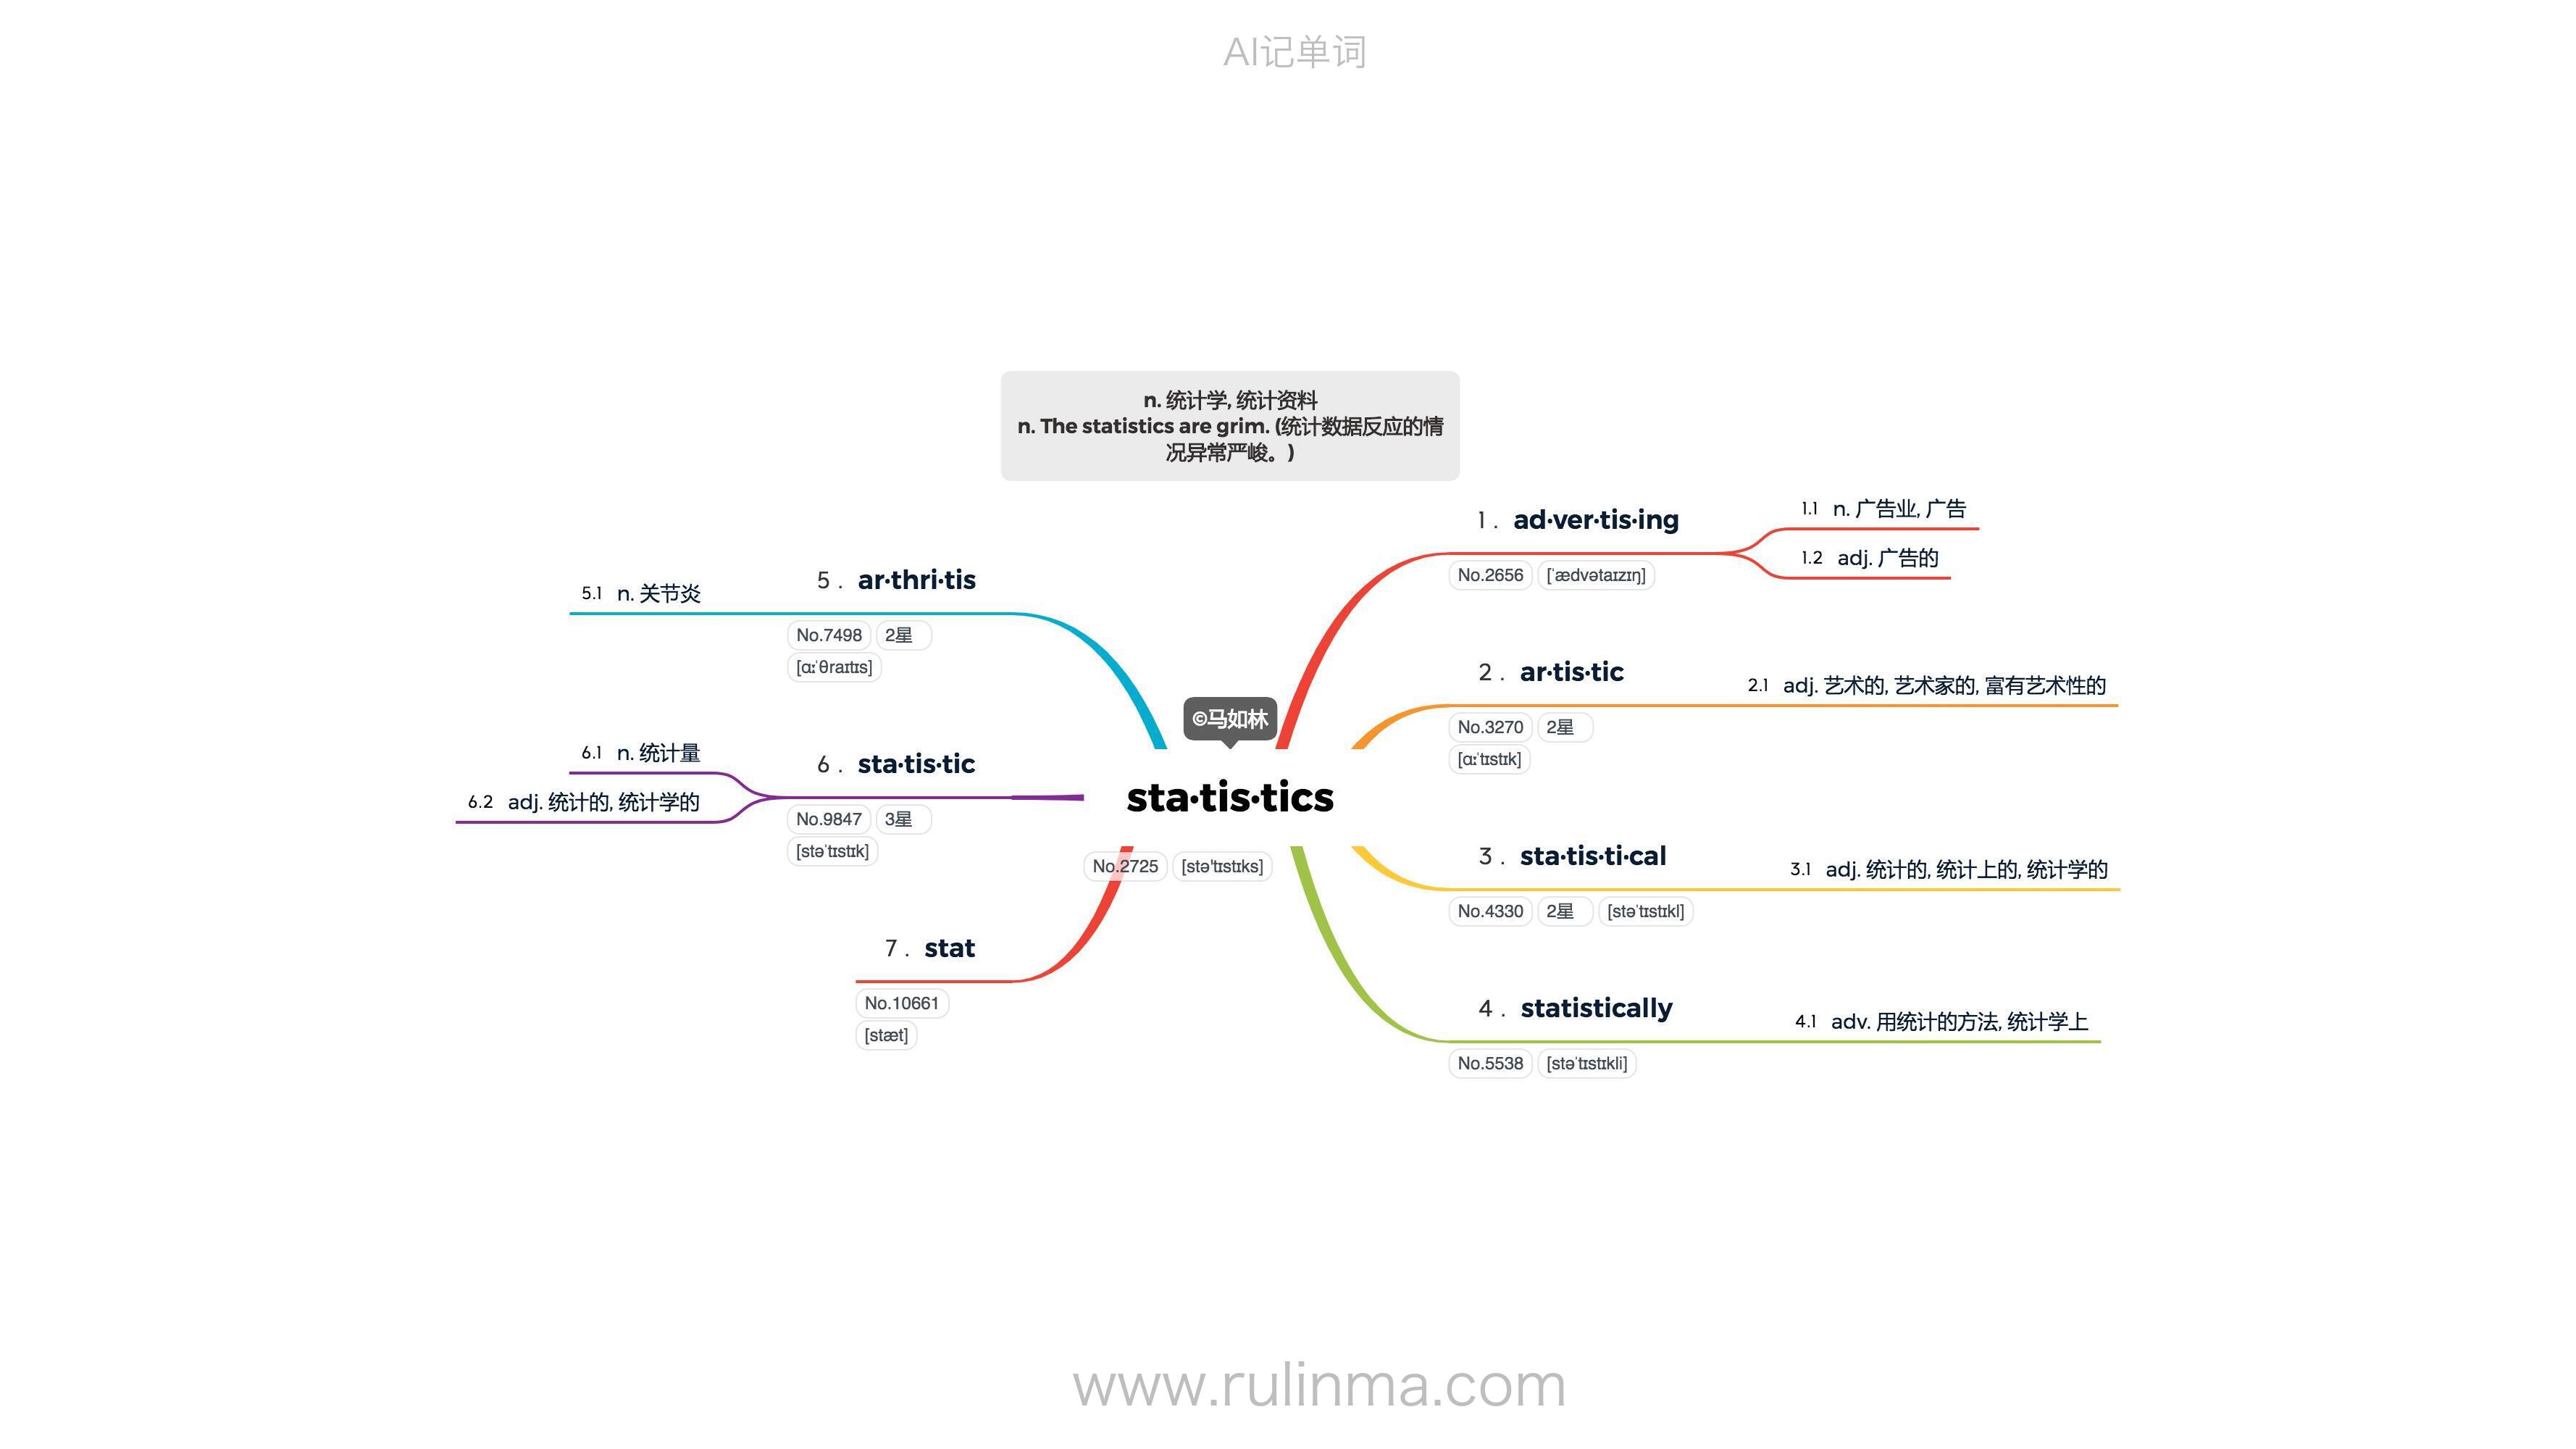 AI记单词
n. 统计学, 统计资料
n. The statistics are grim. (统计数据反应的情
况异常严峻。)
©马如林
sta·tis·tics
No.2725 [stə'tɪstɪks]
1 . ad·ver·tis·ing
No.2656 [ˈædvətaɪzɪŋ]
1.1 n. 广告业, 广告
1.2 adj. 广告的
2 . ar·tis·tic
No.3270 2星
[ɑːˈtɪstɪk]
2.1 adj. 艺术的, 艺术家的, 富有艺术性的
3 . sta·tis·ti·cal
No.4330 2星 [stəˈtɪstɪkl]
3.1 adj. 统计的, 统计上的, 统计学的
4 . statistically
No.5538 [stəˈtɪstɪkli]
4.1 adv. 用统计的方法, 统计学上
5 . ar·thri·tis
No.7498 2星
[ɑːˈθraɪtɪs]
5.1 n. 关节炎
6 . sta·tis·tic
No.9847 3星
[stəˈtɪstɪk]
6.1 n. 统计量
6.2 adj. 统计的, 统计学的
7 . stat
No.10661
[stæt]
www.rulinma.com